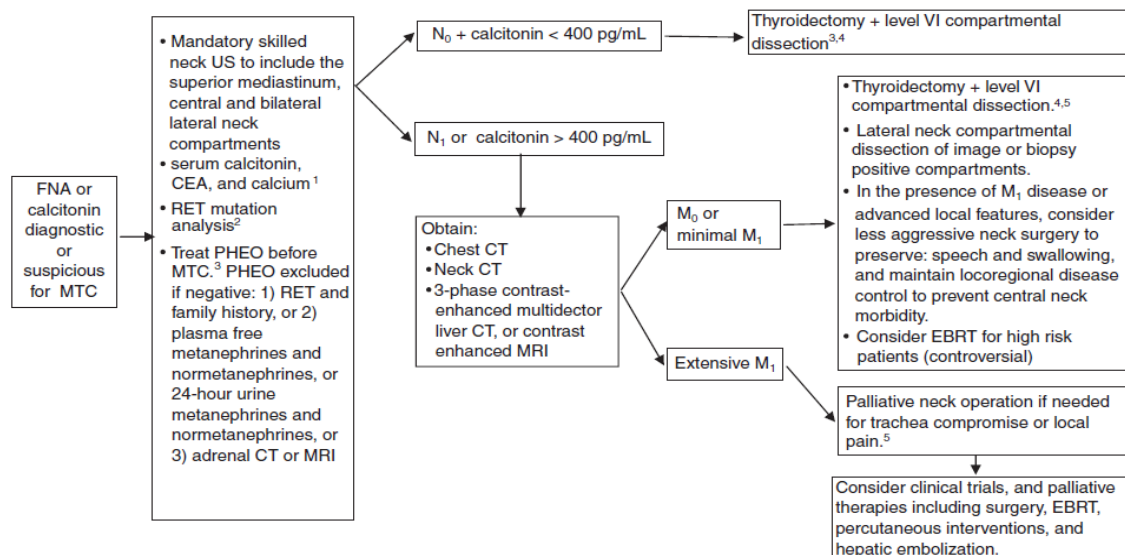 FNA or
calcitonin
diagnostic
or
suspicious
for MTC
• Mandatory skilled
neck US to include the
superior mediastinum,
central and bilateral
lateral neck
compartments
• serum calcitonin,
CEA, and calcium¹
• RET mutation
analysis²
• Treat PHEO before
MTC.³ PHEO excluded
if negative: 1) RET and
family history, or 2)
plasma free
metanephrines and
normetanephrines, or
24-hour urine
metanephrines and
normetanephrines, or
3) adrenal CT or MRI
N₀ + calcitonin < 400 pg/mL
Thyroidectomy + level VI compartmental
dissection³,⁴
N₁ or calcitonin > 400 pg/mL
Obtain:
• Chest CT
• Neck CT
• 3-phase contrast-
enhanced multidector
liver CT, or contrast
enhanced MRI
M₀ or
minimal M₁
• Thyroidectomy + level VI
compartmental dissection.⁴,⁵
• Lateral neck compartmental
dissection of image or biopsy
positive compartments.
• In the presence of M₁ disease or
advanced local features, consider
less aggressive neck surgery to
preserve: speech and swallowing,
and maintain locoregional disease
control to prevent central neck
morbidity.
• Consider EBRT for high risk
patients (controversial)
Extensive M₁
Palliative neck operation if needed
for trachea compromise or local
pain.⁵
Consider clinical trials, and palliative
therapies including surgery, EBRT,
percutaneous interventions, and
hepatic embolization.